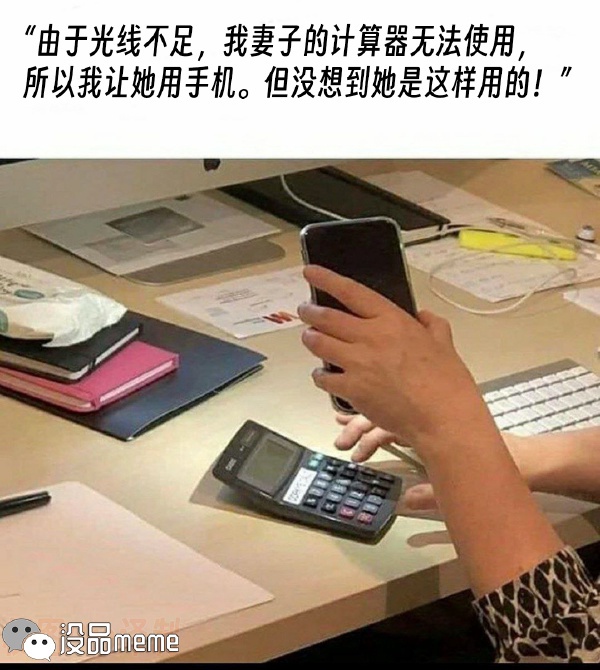 “由于光线不足，我妻子的计算器无法使用，
所以我让她用手机。但没想到她是这样用的！”
没品meme